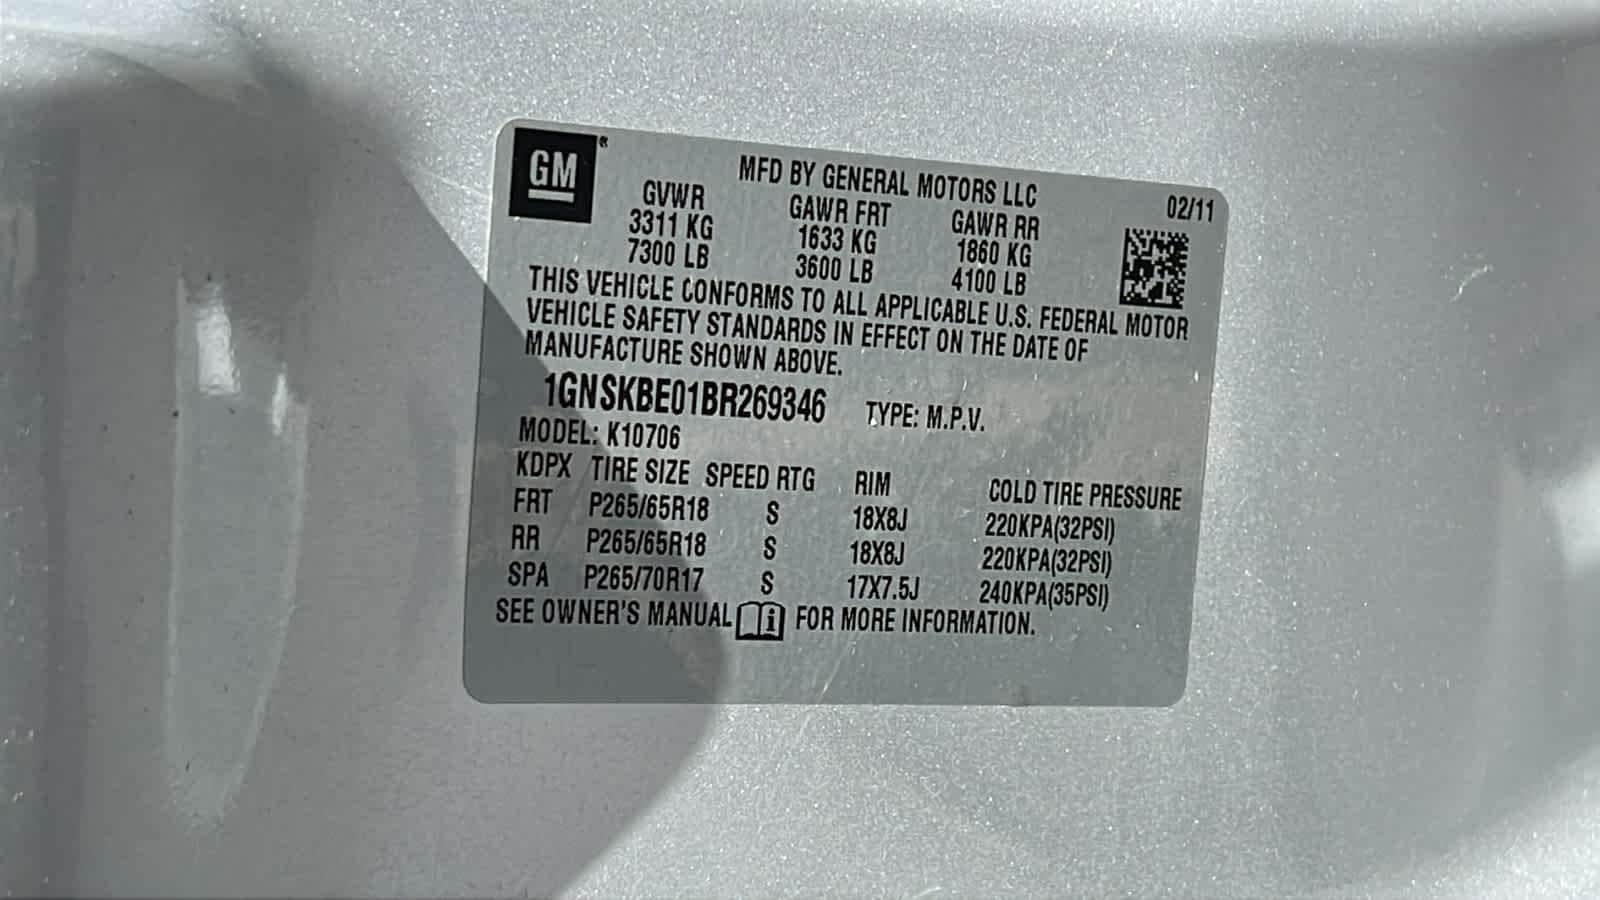 GM®
MFD BY GENERAL MOTORS LLC
02/11
GVWR GAWR FRT GAWR RR
3311 KG 1633 KG 1860 KG
7300 LB 3600 LB 4100 LB
THIS VEHICLE CONFORMS TO ALL APPLICABLE U.S. FEDERAL MOTOR
VEHICLE SAFETY STANDARDS IN EFFECT ON THE DATE OF
MANUFACTURE SHOWN ABOVE.
1GNSKBE01BR269346 TYPE: M.P.V.
MODEL: K10706
KDPX TIRE SIZE SPEED RTG RIM COLD TIRE PRESSURE
FRT P265/65R18 S 18X8J 220KPA(32PSI)
RR P265/65R18 S 18X8J 220KPA(32PSI)
SPA P265/70R17 S 17X7.5J 240KPA(35PSI)
SEE OWNER'S MANUAL i FOR MORE INFORMATION.